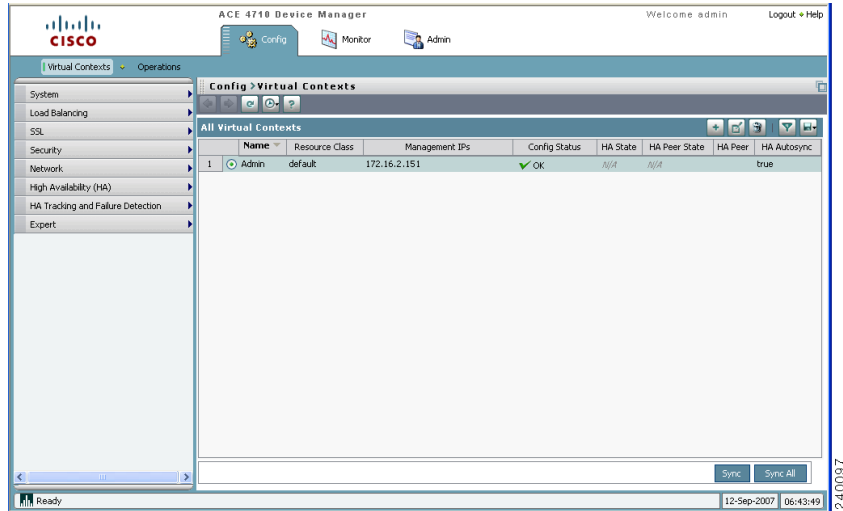 ACE 4710 Device Manager
Welcome admin
Logout Help
CISCO
Config
Monitor
Admin
Virtual Contexts
Operations
System
Load Balancing
SSL
Security
Network
High Availability (HA)
HA Tracking and Failure Detection
Expert
Config > Virtual Contexts
?
All Virtual Contexts
Name Resource Class Management IPs Config Status HA State HA Peer State HA Peer HA Autosync
1 Admin default 172.16.2.151 OK N/A N/A true
Sync Sync All
Ready
12-Sep-2007 06:43:49
240097